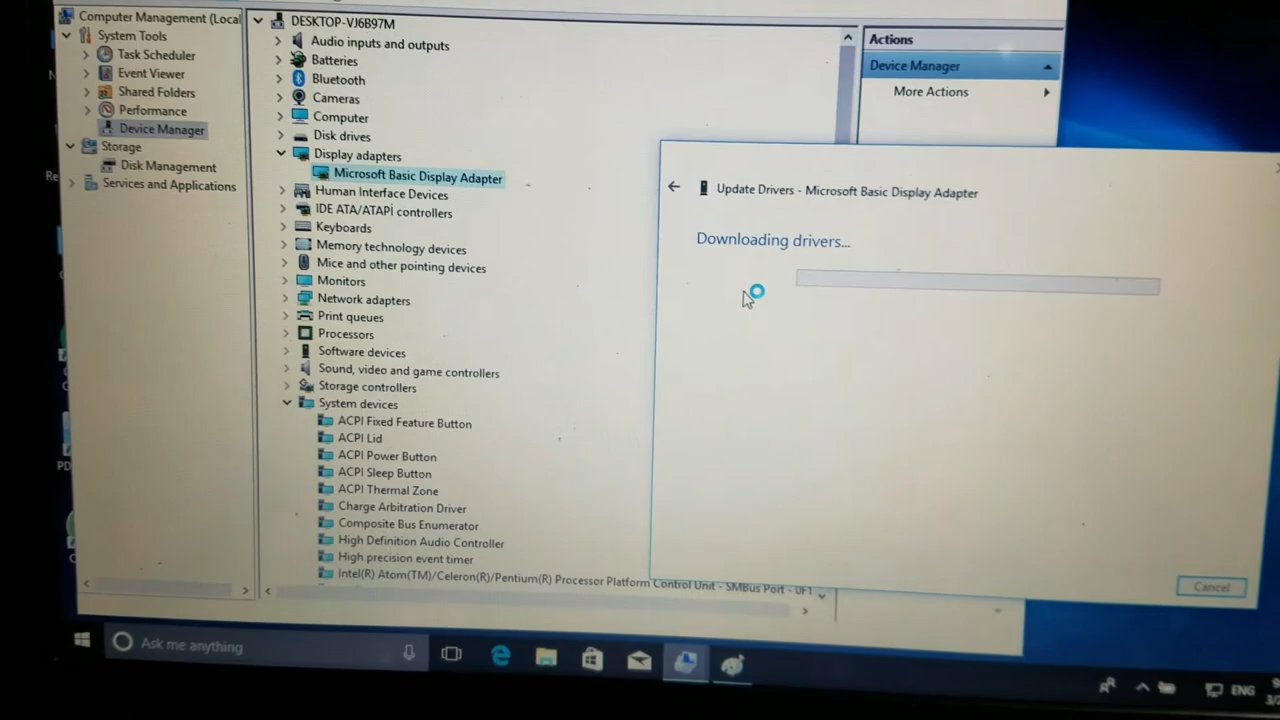 Computer Management (Local
System Tools
Task Scheduler
Event Viewer
Shared Folders
Performance
Device Manager
Storage
Disk Management
Services and Applications
DESKTOP-VJ6B97M
Audio inputs and outputs
Batteries
Bluetooth
Cameras
Computer
Disk drives
Display adapters
Microsoft Basic Display Adapter
Human Interface Devices
IDE ATA/ATAPI controllers
Keyboards
Memory technology devices
Mice and other pointing devices
Monitors
Network adapters
Print queues
Processors
Software devices
Sound, video and game controllers
Storage controllers
System devices
ACPI Fixed Feature Button
ACPI Lid
ACPI Power Button
ACPI Sleep Button
ACPI Thermal Zone
Charge Arbitration Driver
Composite Bus Enumerator
High Definition Audio Controller
High precision event timer
Intel(R) Atom(TM)/Celeron(R)/Pentium(R) Processor Platform Control Unit - SMBus Port - 0F1
Actions
Device Manager
More Actions
Update Drivers - Microsoft Basic Display Adapter
Downloading drivers...
Cancel
Ask me anything
ENG